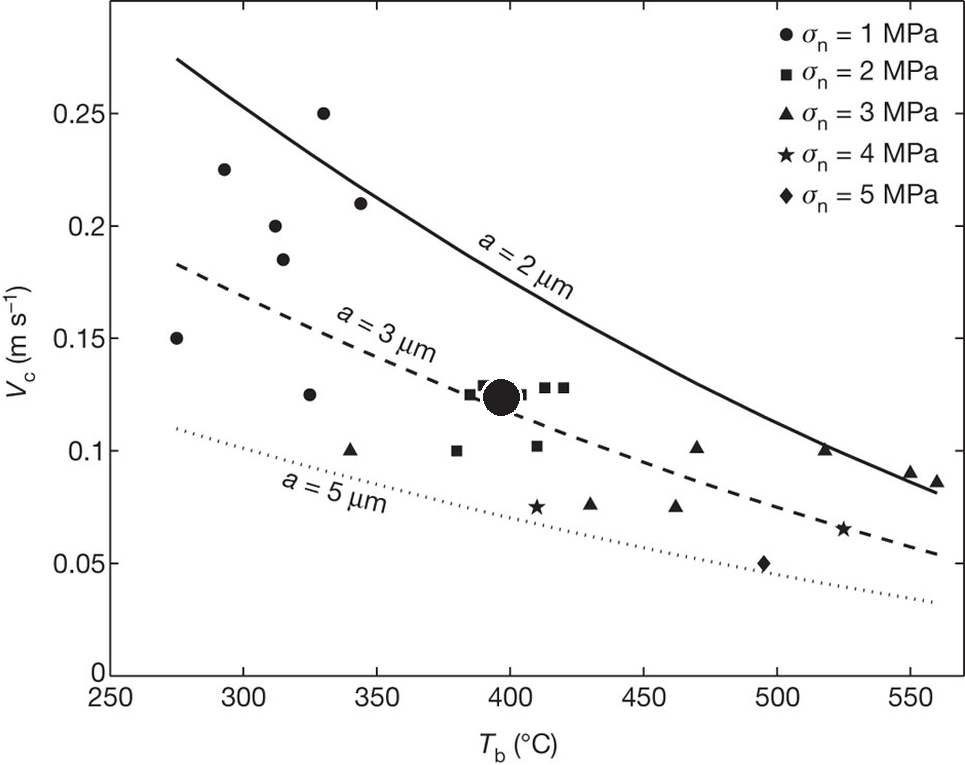 σn = 1 MPa
σn = 2 MPa
σn = 3 MPa
σn = 4 MPa
σn = 5 MPa
0.25
0.2
0.15
0.1
0.05
0
Vc (m s⁻¹)
a = 2 μm
a = 3 μm
a = 5 μm
250 300 350 400 450 500 550
Tb (°C)